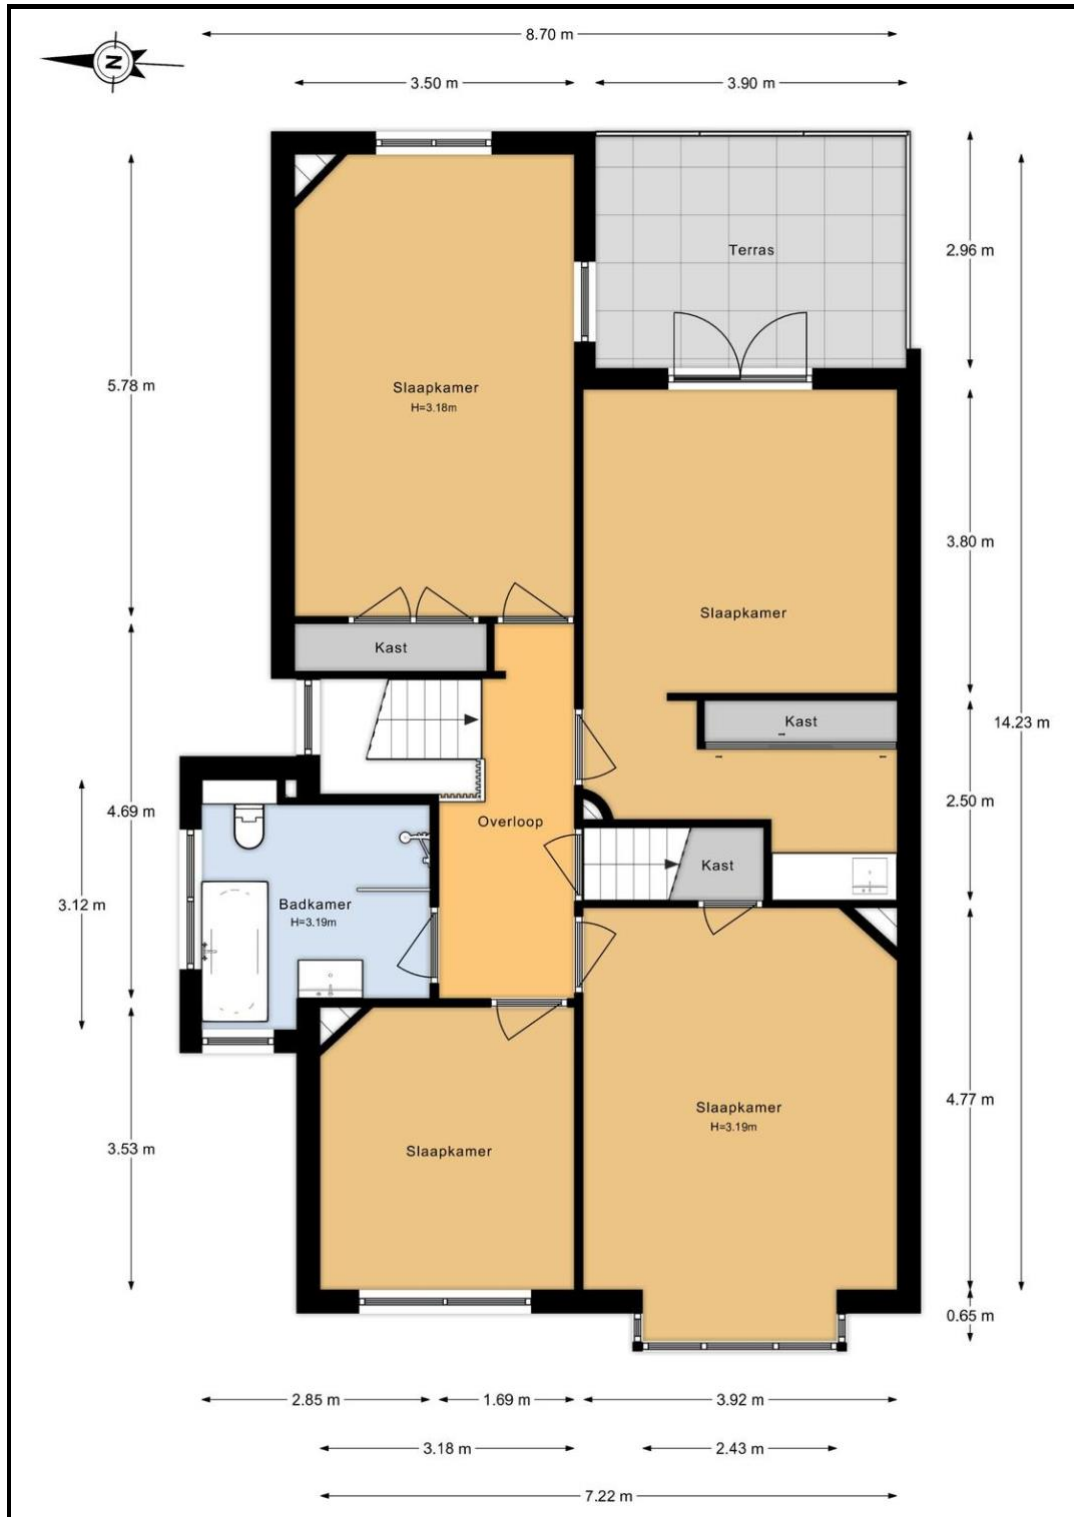 8.70 m
N
3.50 m
3.90 m
Terras
2.96 m
5.78 m
Slaapkamer
H=3.18m
3.80 m
Slaapkamer
Kast
Kast
14.23 m
4.69 m
2.50 m
Overloop
Kast
3.12 m
Badkamer
H=3.19m
4.77 m
Slaapkamer
H=3.19m
3.53 m
Slaapkamer
0.65 m
2.85 m
1.69 m
3.92 m
3.18 m
2.43 m
7.22 m